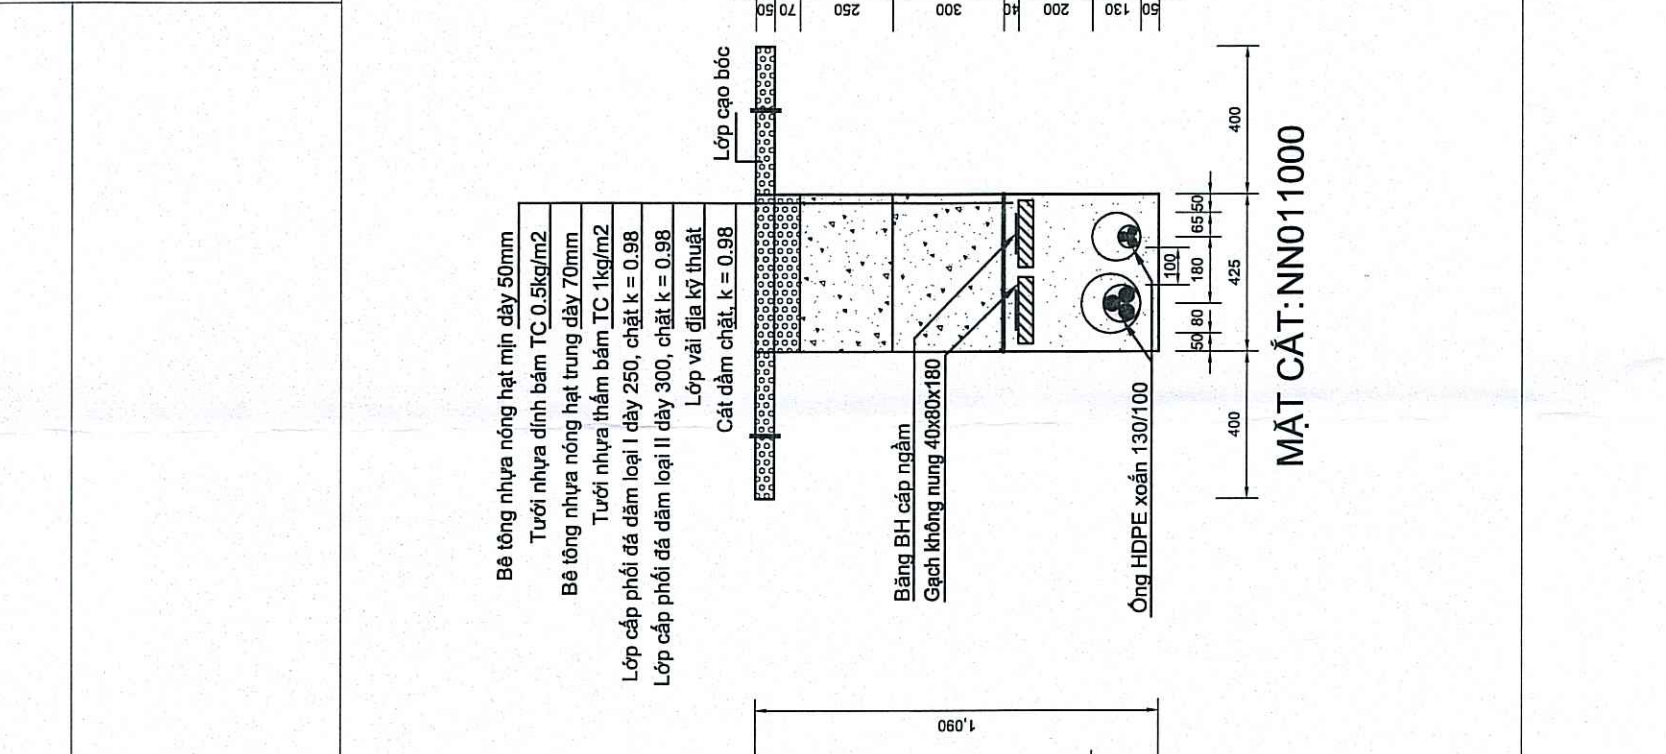 Bê tông nhựa nóng hạt mịn dày 50mm
Tưới nhựa dính bám TC 0.5kg/m2
Bê tông nhựa nóng hạt trung dày 70mm
Tưới nhựa thấm bám TC 1kg/m2
Lớp cấp phối đá dăm loại I dày 250, chặt k = 0.98
Lớp cấp phối đá dăm loại II dày 300, chặt k = 0.98
Lớp vải địa kỹ thuật
Cát đầm chặt, k = 0.98
Lớp cạo bóc
Băng BH cáp ngầm
Gạch không nung 40x80x180
Ống HDPE xoắn 130/100
50
70
250
300
40
200
130
50
1,090
100
50
80
180
65
50
400
425
400
MẶT CẮT:NN011000